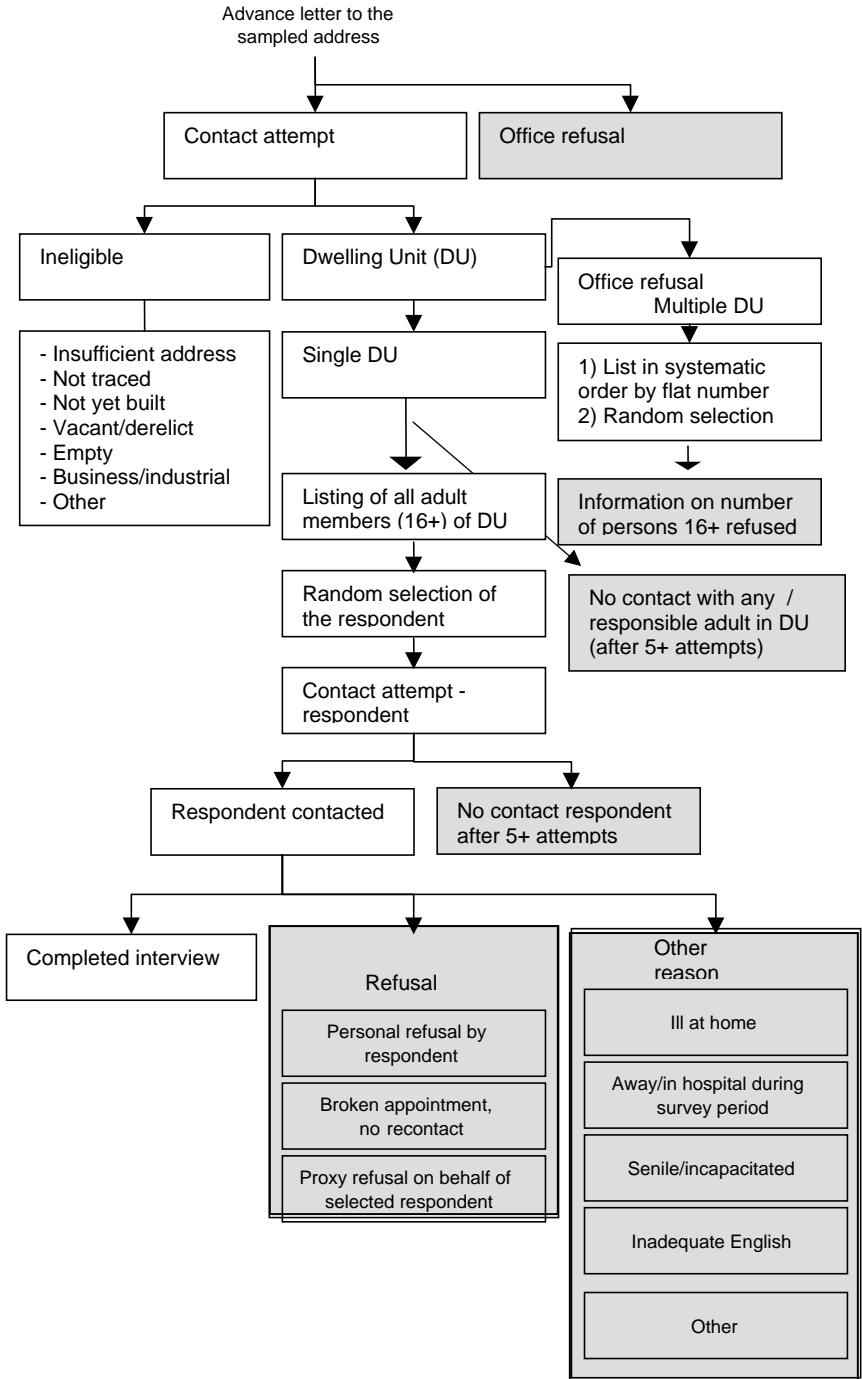 Advance letter to the
sampled address
Contact attempt
Office refusal
Ineligible
Dwelling Unit (DU)
Office refusal
Multiple DU
- Insufficient address
- Not traced
- Not yet built
- Vacant/derelict
- Empty
- Business/industrial
- Other
Single DU
1) List in systematic
order by flat number
2) Random selection
Listing of all adult
members (16+) of DU
Information on number
of persons 16+ refused
Random selection of
the respondent
No contact with any /
responsible adult in DU
(after 5+ attempts)
Contact attempt -
respondent
Respondent contacted
No contact respondent
after 5+ attempts
Completed interview
Refusal
Personal refusal by
respondent
Broken appointment,
no recontact
Proxy refusal on behalf of
selected respondent
Other
reason
Ill at home
Away/in hospital during
survey period
Senile/incapacitated
Inadequate English
Other